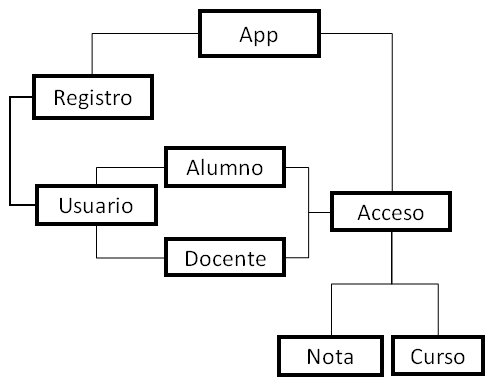 App
Registro
Alumno
Usuario
Acceso
Docente
Nota
Curso